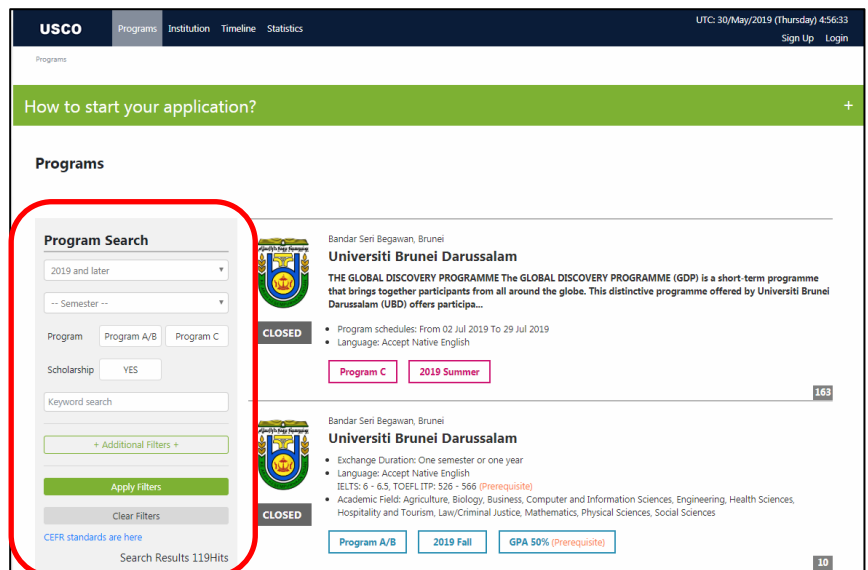 USCO
Programs Institution Timeline Statistics
UTC: 30/May/2019 (Thursday) 4:56:33
Sign Up Login
Programs
How to start your application? +
Programs
Program Search
2019 and later
-- Semester --
Program Program A/B Program C
Scholarship YES
Keyword search
+ Additional Filters +
Apply Filters
Clear Filters
CEFR standards are here
Search Results 119Hits
Bandar Seri Begawan, Brunei
Universiti Brunei Darussalam
THE GLOBAL DISCOVERY PROGRAMME The GLOBAL DISCOVERY PROGRAMME (GDP) is a short-term programme
that brings together participants from all around the globe. This distinctive programme offered by Universiti Brunei
Darussalam (UBD) offers participa...
CLOSED
• Program schedules: From 02 Jul 2019 To 29 Jul 2019
• Language: Accept Native English
Program C 2019 Summer
163
Bandar Seri Begawan, Brunei
Universiti Brunei Darussalam
• Exchange Duration: One semester or one year
• Language: Accept Native English
IELTS: 6 - 6.5, TOEFL ITP: 526 - 566 (Prerequisite)
• Academic Field: Agriculture, Biology, Business, Computer and Information Sciences, Engineering, Health Sciences,
Hospitality and Tourism, Law/Criminal Justice, Mathematics, Physical Sciences, Social Sciences
CLOSED
Program A/B 2019 Fall GPA 50% (Prerequisite)
10